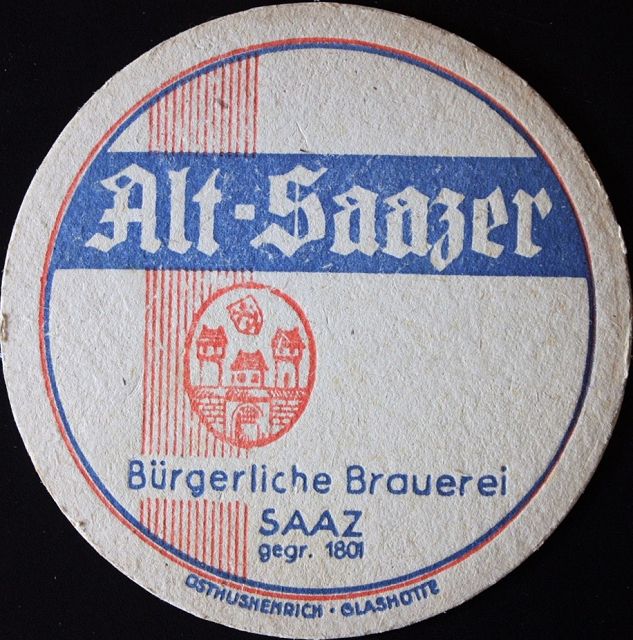 Alt-Saazer
Bürgerliche Brauerei
SAAZ
gegr. 1801
OSTHUSHENRICH · GLASHÜTTE